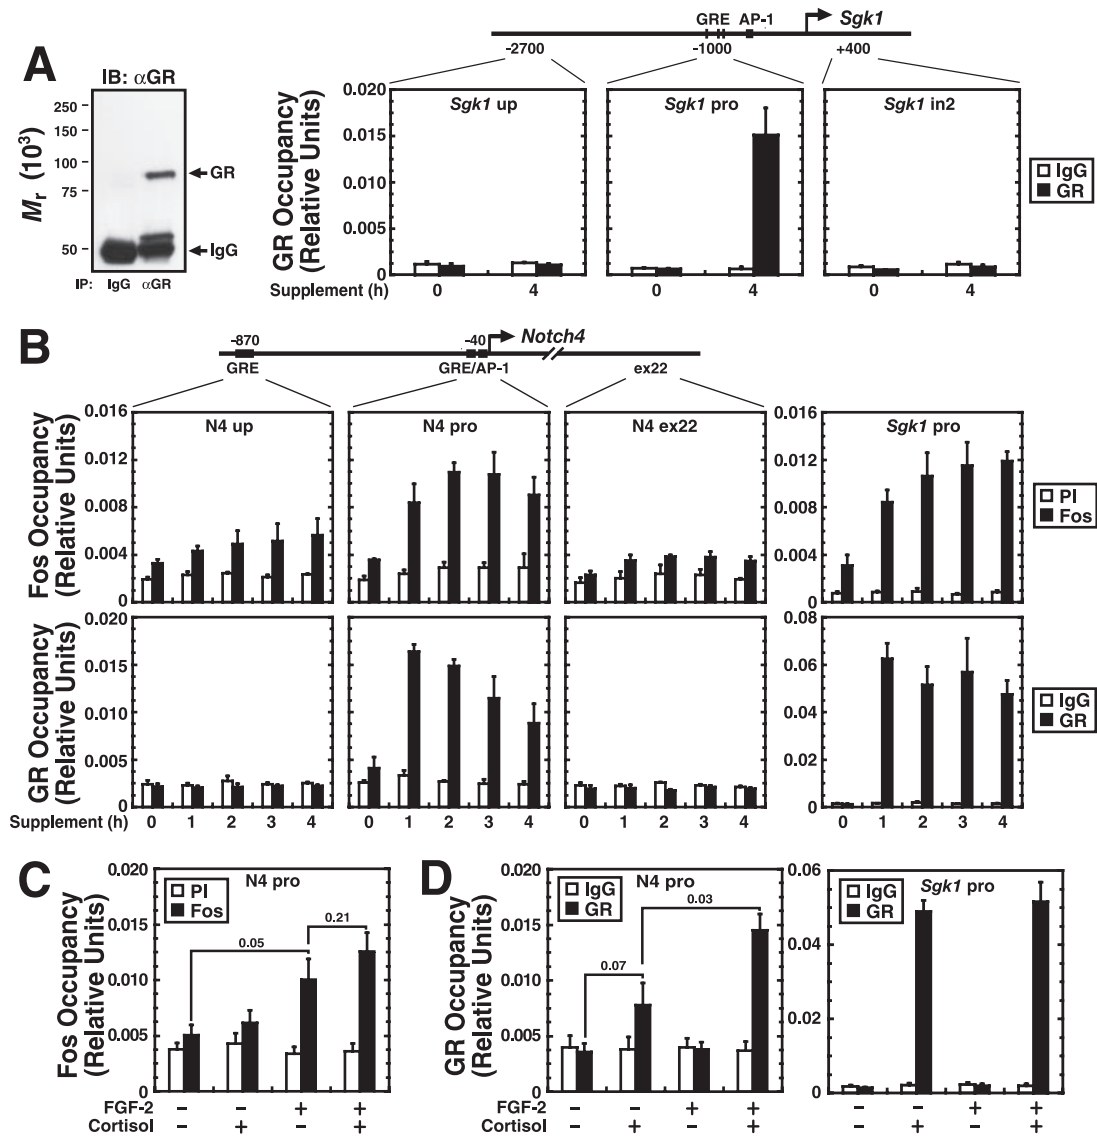 A
IB: αGR
Mr (10³)
250
150
100
75
50
GR
IgG
IP: IgG αGR
GRE AP-1 Sgk1
-2700 -1000 +400
GR Occupancy
(Relative Units)
0.020
0.015
0.010
0.005
0
Sgk1 up
Sgk1 pro
Sgk1 in2
IgG
GR
Supplement (h) 0 4 0 4 0 4
B
-870 -40 Notch4
GRE GRE/AP-1 ex22
Fos Occupancy
(Relative Units)
0.016
0.012
0.008
0.004
0
N4 up
N4 pro
N4 ex22
0.016
0.012
0.008
0.004
0
Sgk1 pro
PI
Fos
GR Occupancy
(Relative Units)
0.020
0.015
0.010
0.005
0
0.08
0.06
0.04
0.02
0
IgG
GR
Supplement (h) 0 1 2 3 4 0 1 2 3 4 0 1 2 3 4 0 1 2 3 4
C
Fos Occupancy
(Relative Units)
0.020
0.015
0.010
0.005
0
N4 pro
PI
Fos
0.05
0.21
FGF-2 – – + +
Cortisol – + – +
D
GR Occupancy
(Relative Units)
0.020
0.015
0.010
0.005
0
N4 pro
IgG
GR
0.07
0.03
FGF-2 – – + +
Cortisol – + – +
0.06
0.04
0.02
0
Sgk1 pro
IgG
GR
– – + +
– + – +